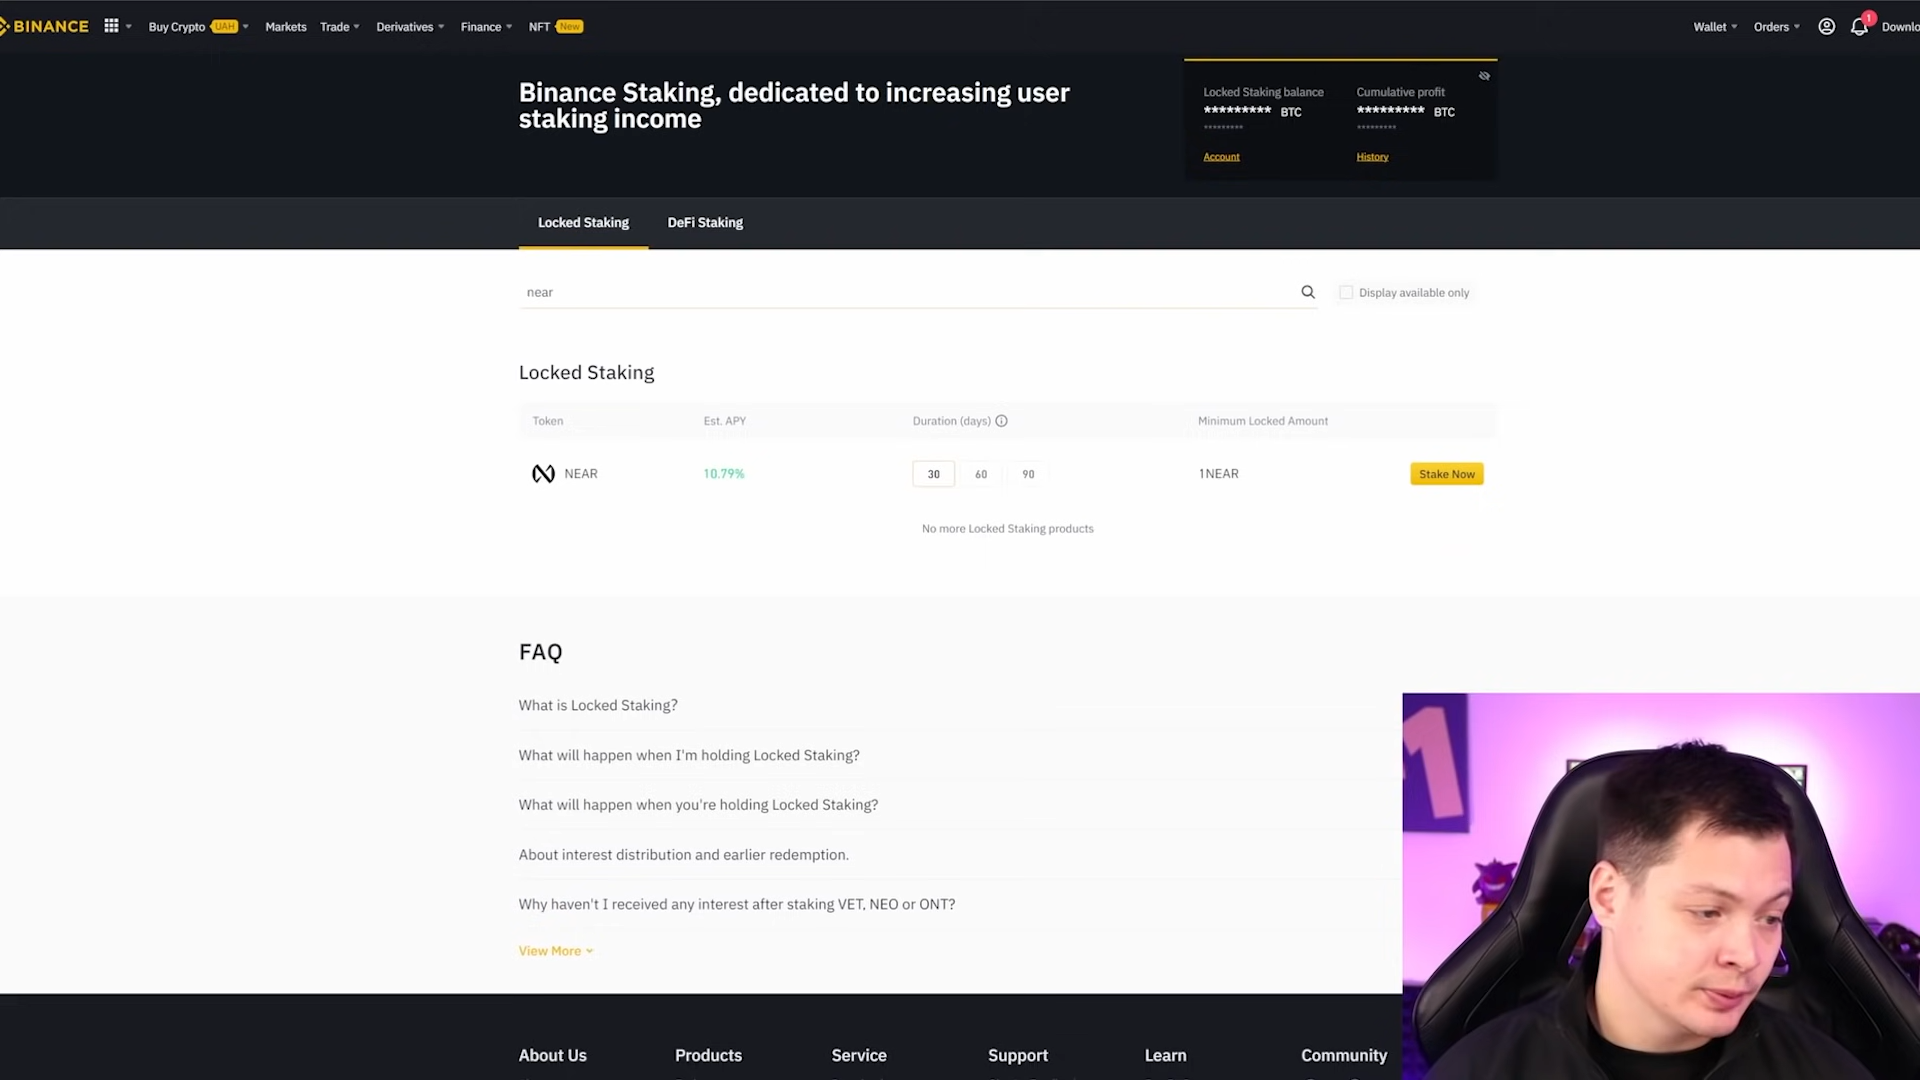 BINANCE
Buy Crypto UAH
Markets
Trade
Derivatives
Finance
NFT New
Wallet
Orders
1
Downlo
Binance Staking, dedicated to increasing user
staking income
Locked Staking balance
********* BTC
*********
Account
Cumulative profit
********* BTC
*********
History
Locked Staking
DeFi Staking
near
Display available only
Locked Staking
Token
Est. APY
Duration (days)
Minimum Locked Amount
NEAR
10.79%
30
60
90
1NEAR
Stake Now
No more Locked Staking products
FAQ
What is Locked Staking?
What will happen when I'm holding Locked Staking?
What will happen when you're holding Locked Staking?
About interest distribution and earlier redemption.
Why haven't I received any interest after staking VET, NEO or ONT?
View More
About Us
Products
Service
Support
Learn
Community